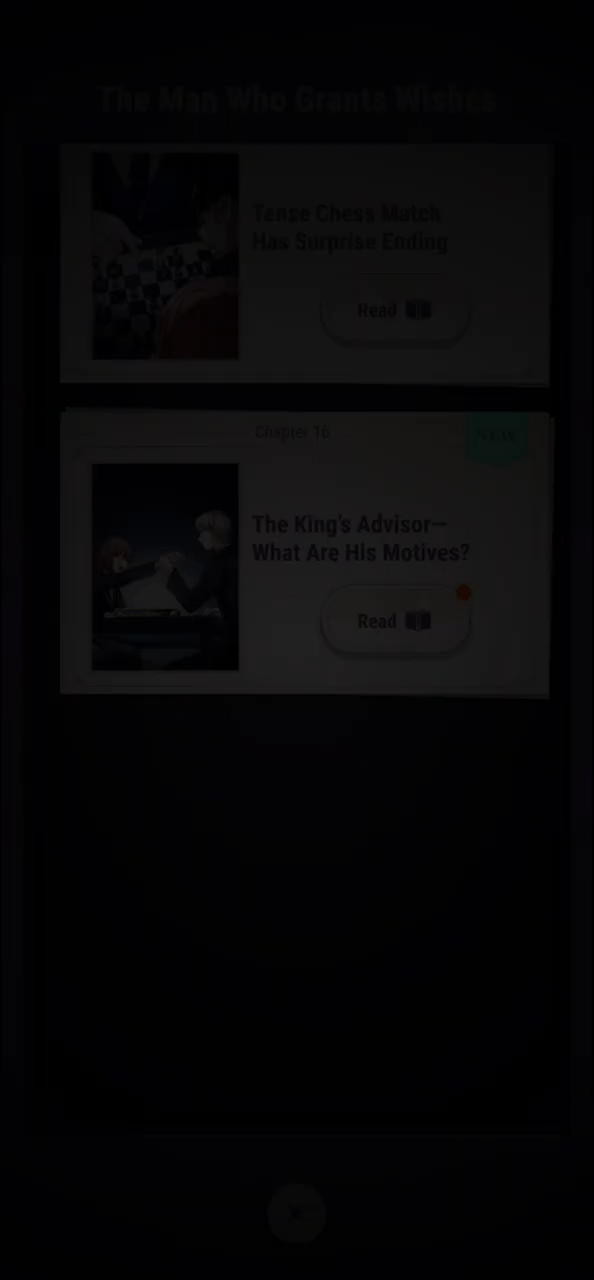 The Man Who Grants Wishes
Tense Chess Match
Has Surprise Ending
Read
Chapter 16
NEW
The King's Advisor—
What Are His Motives?
Read